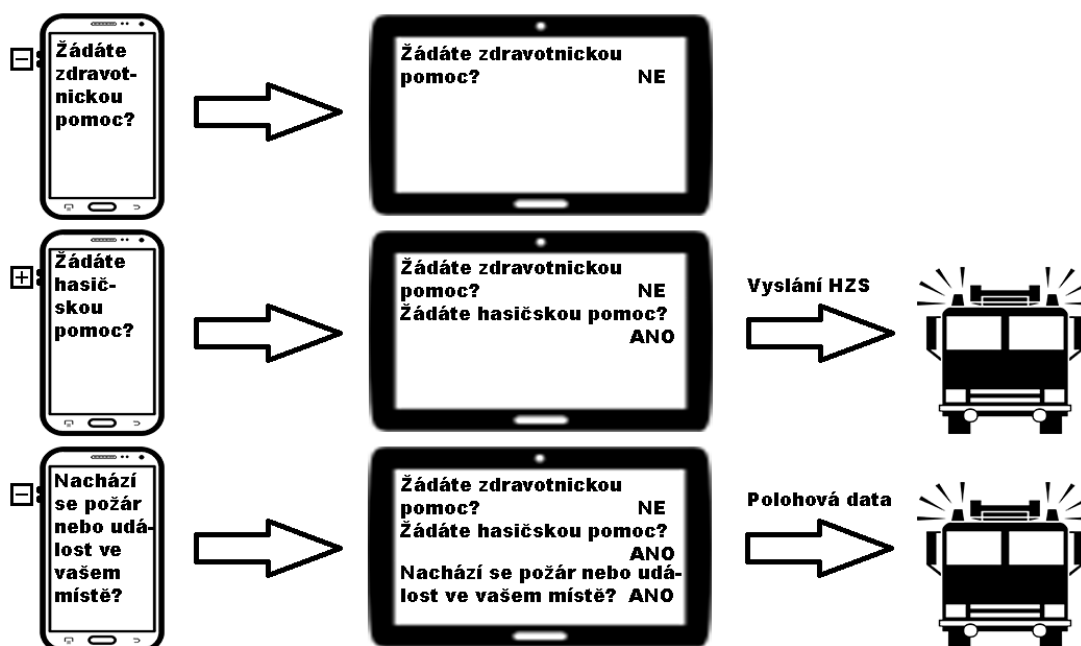 Žádáte
zdravot-
nickou
pomoc?
Žádáte zdravotnickou
pomoc? NE
Žádáte
hasič-
skou
pomoc?
Žádáte zdravotnickou
pomoc? NE
Žádáte hasičskou pomoc?
ANO
Vyslání HZS
Nachází
se požár
nebo udá-
lost ve
vašem
místě?
Žádáte zdravotnickou
pomoc? NE
Žádáte hasičskou pomoc?
ANO
Nachází se požár nebo udá-
lost ve vašem místě? ANO
Polohová data